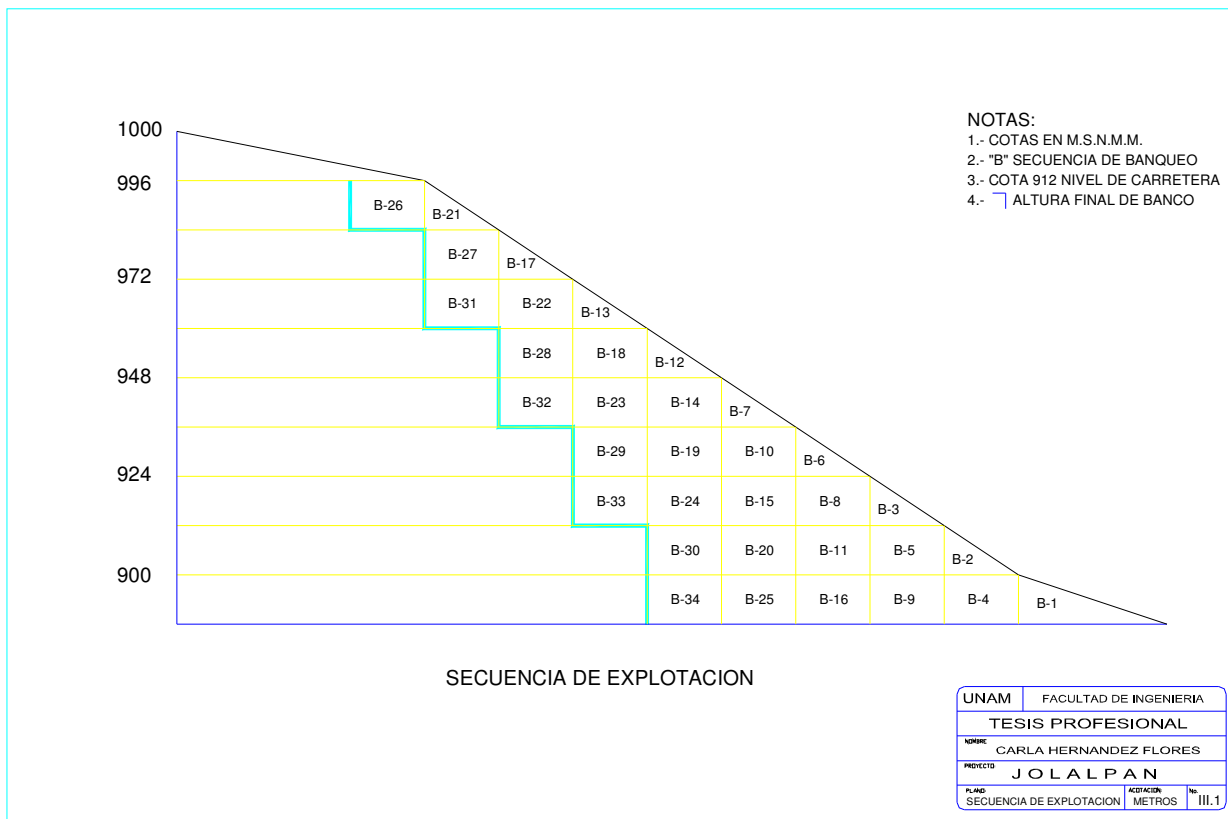 NOTAS:
1.- COTAS EN M.S.N.M.M.
2.- "B" SECUENCIA DE BANQUEO
3.- COTA 912 NIVEL DE CARRETERA
4.- ALTURA FINAL DE BANCO
1000
996
B-26 B-21
B-27 B-17
972
B-31 B-22 B-13
B-28 B-18 B-12
948
B-32 B-23 B-14 B-7
B-29 B-19 B-10 B-6
924
B-33 B-24 B-15 B-8 B-3
B-30 B-20 B-11 B-5 B-2
900
B-34 B-25 B-16 B-9 B-4 B-1
SECUENCIA DE EXPLOTACION
UNAM FACULTAD DE INGENIERIA
TESIS PROFESIONAL
NOMBRE
CARLA HERNANDEZ FLORES
PROYECTO
JOLALPAN
PLANO ACOTACION No.
SECUENCIA DE EXPLOTACION METROS III.1